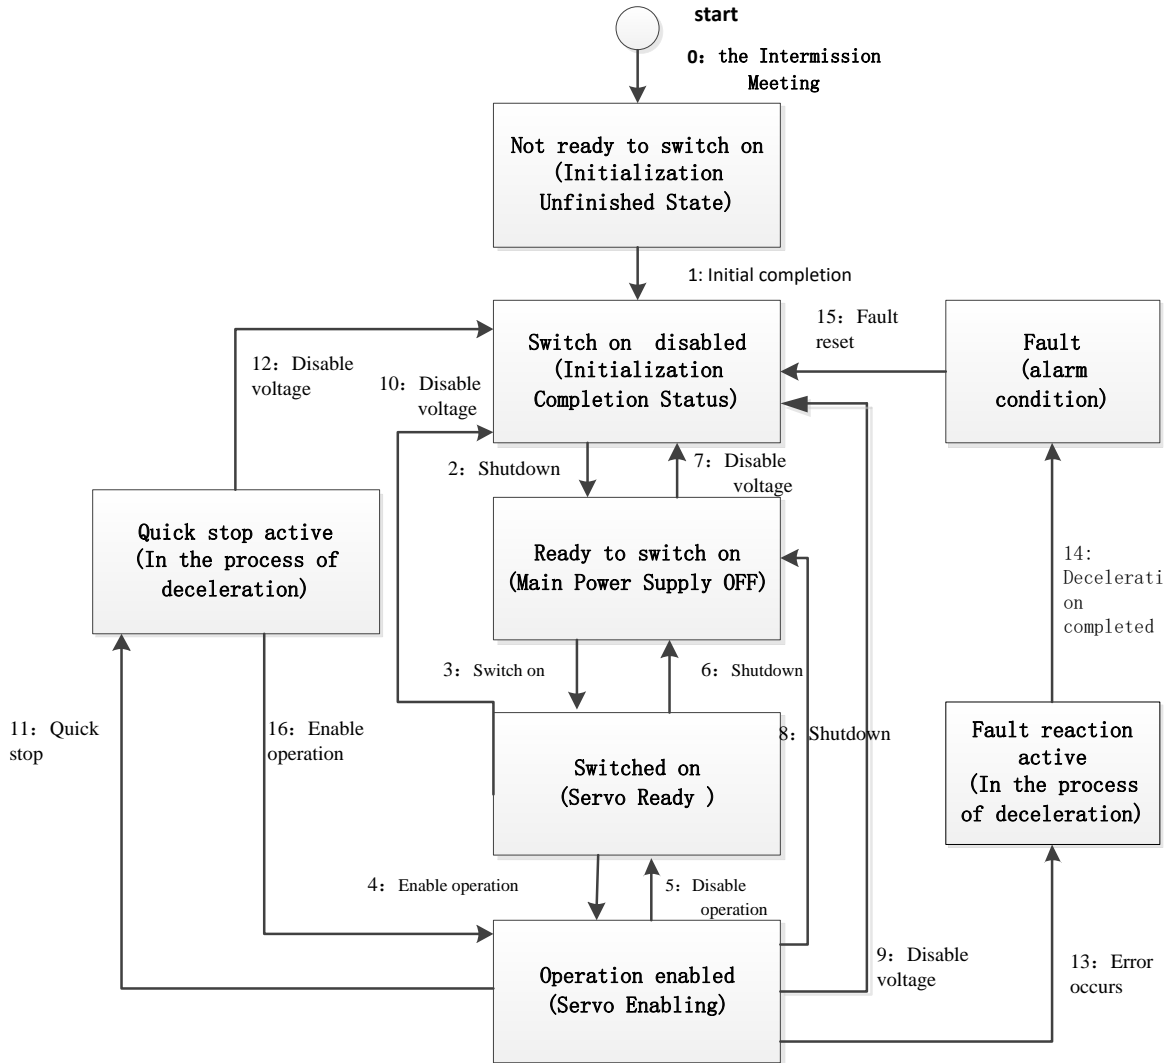 start
0：the Intermission
Meeting
Not ready to switch on
(Initialization
Unfinished State)
1: Initial completion
Switch on  disabled
(Initialization
Completion Status)
15：Fault
reset
Fault
(alarm
condition)
12：Disable
voltage
10：Disable
voltage
2：Shutdown
7：Disable
voltage
Quick stop active
(In the process of
deceleration)
Ready to switch on
(Main Power Supply OFF)
14:
Decelerati
on
completed
3：Switch on
6：Shutdown
11：Quick
stop
16：Enable
operation
Switched on
(Servo Ready )
8：Shutdown
Fault reaction
active
(In the process
of deceleration)
4：Enable operation
5：Disable
operation
Operation enabled
(Servo Enabling)
9：Disable
voltage
13：Error
occurs